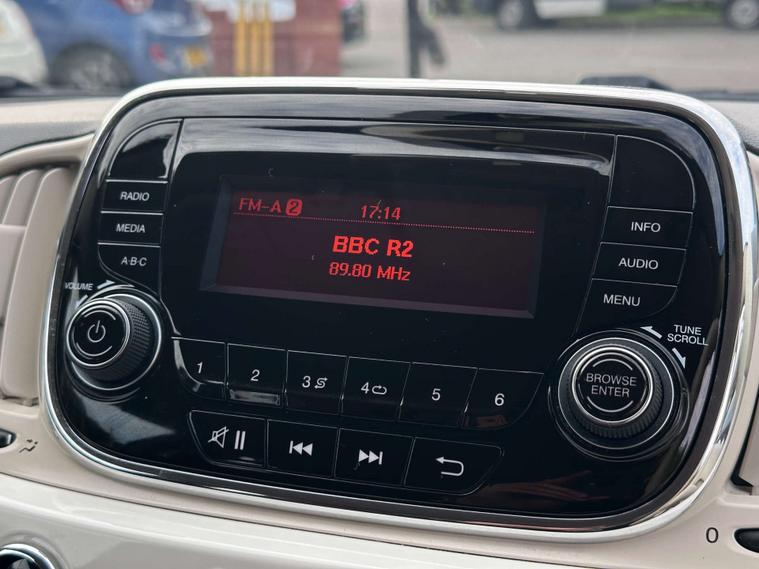 FM-A 2 17:14
BBC R2
89.80 MHz
RADIO
MEDIA
A·B·C
VOLUME
INFO
AUDIO
MENU
TUNE
SCROLL
BROWSE
ENTER
1 2 3 4 5 6
0